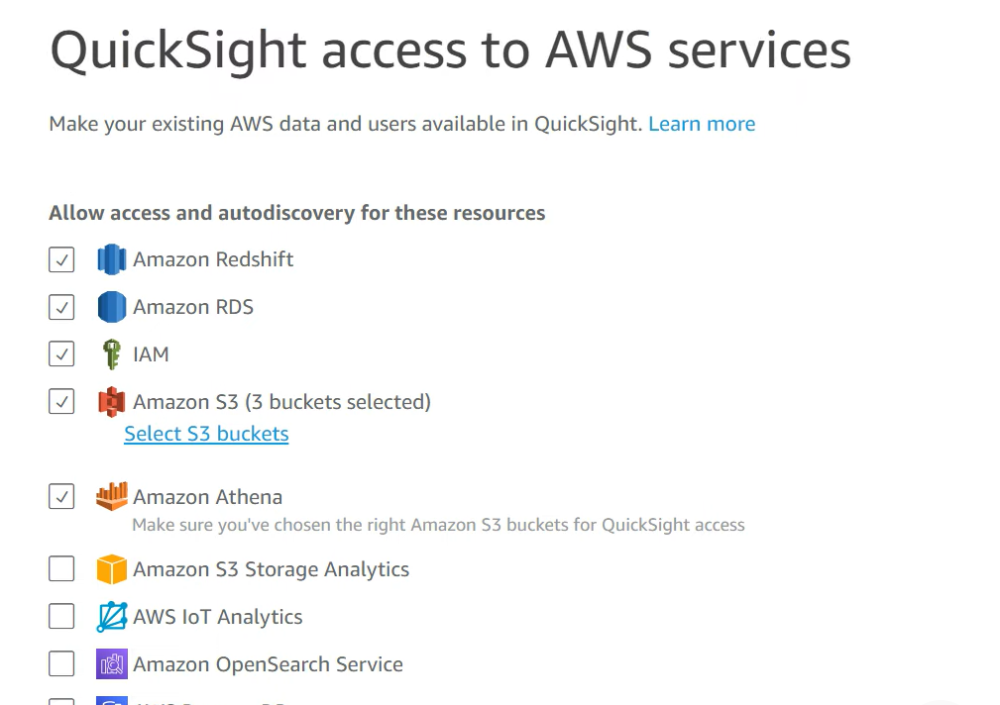 QuickSight access to AWS services
Make your existing AWS data and users available in QuickSight. Learn more
Allow access and autodiscovery for these resources
Amazon Redshift
Amazon RDS
IAM
Amazon S3 (3 buckets selected)
Select S3 buckets
Amazon Athena
Make sure you've chosen the right Amazon S3 buckets for QuickSight access
Amazon S3 Storage Analytics
AWS IoT Analytics
Amazon OpenSearch Service